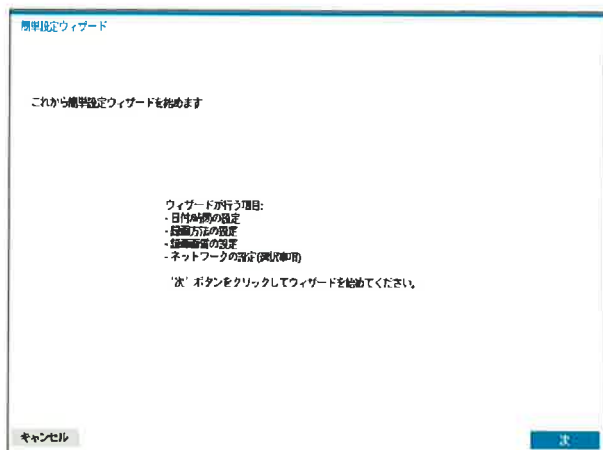 簡単設定ウィザード
これから簡単設定ウィザードを始めます
ウィザードが行う項目:
- 日付/時間の設定
- 録画方法の設定
- 録画画質の設定
- ネットワークの設定(選択事項)
‘次’ボタンをクリックしてウィザードを始めてください。
キャンセル
次